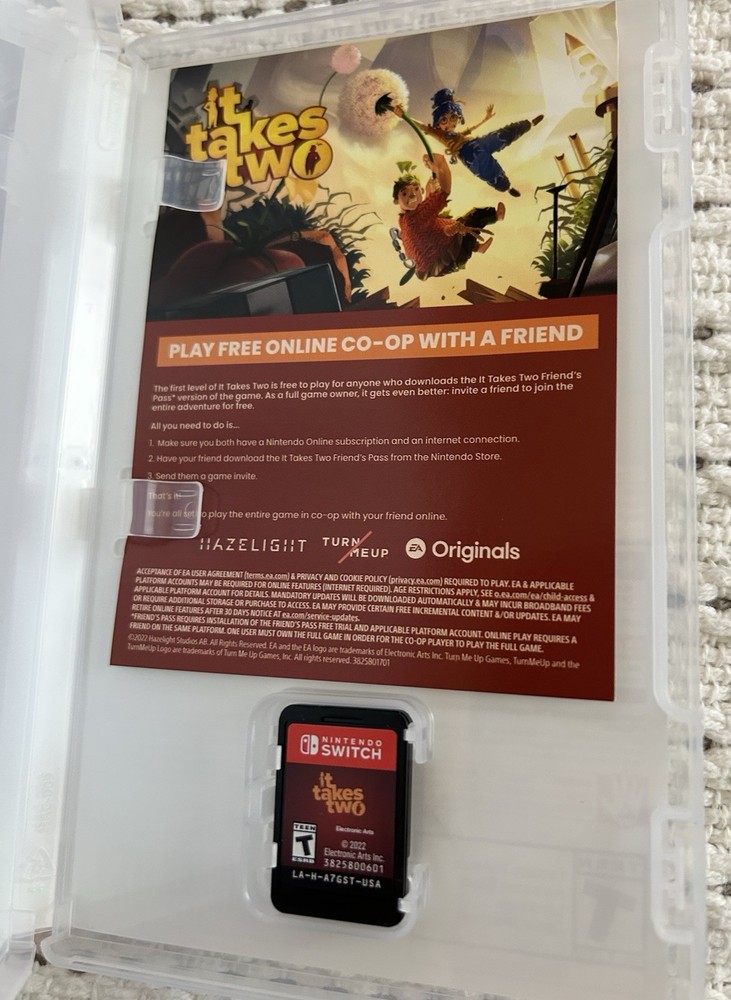 it
takes
two
PLAY FREE ONLINE CO-OP WITH A FRIEND
The first level of It Takes Two is free to play for anyone who downloads the It Takes Two Friend's
Pass* version of the game. As a full game owner, it gets even better: invite a friend to join the
entire adventure for free.
All you need to do is...
1. Make sure you both have a Nintendo Online subscription and an internet connection.
2. Have your friend download the It Takes Two Friend's Pass from the Nintendo Store.
3. Send them a game invite.
That's it!
You're all set to play the entire game in co-op with your friend online.
HAZELIGHT TURN MEUP EA Originals
ACCEPTANCE OF EA USER AGREEMENT (terms.ea.com) & PRIVACY AND COOKIE POLICY (privacy.ea.com) REQUIRED TO PLAY. EA & APPLICABLE
PLATFORM ACCOUNTS MAY BE REQUIRED FOR ONLINE FEATURES (INTERNET REQUIRED). AGE RESTRICTIONS APPLY, SEE o.ea.com/ea/child-access &
APPLICABLE PLATFORM ACCOUNT FOR DETAILS. MANDATORY UPDATES WILL BE DOWNLOADED AUTOMATICALLY & MAY INCUR BROADBAND FEES
OR REQUIRE ADDITIONAL STORAGE OR PURCHASE TO ACCESS. EA MAY PROVIDE CERTAIN FREE INCREMENTAL CONTENT &/OR UPDATES. EA MAY
RETIRE ONLINE FEATURES AFTER 30 DAYS NOTICE AT ea.com/service-updates.
*FRIEND'S PASS REQUIRES INSTALLATION OF THE FRIEND'S PASS FREE TRIAL AND APPLICABLE PLATFORM ACCOUNT. ONLINE PLAY REQUIRES A
FRIEND ON THE SAME PLATFORM. ONE USER MUST OWN THE FULL GAME IN ORDER FOR THE CO-OP PLAYER TO PLAY THE FULL GAME.
©2022 Hazelight Studios AB. All Rights Reserved. EA and the EA logo are trademarks of Electronic Arts Inc. Turn Me Up Games, TurnMeUp and the
TurnMeUp Logo are trademarks of Turn Me Up Games, Inc. All rights reserved. 3825801701
NINTENDO
SWITCH
it
takes
two
TEEN
T
ESRB
Electronic Arts
© 2022
Electronic Arts Inc.
3825800601
LA-H-A7GST-USA